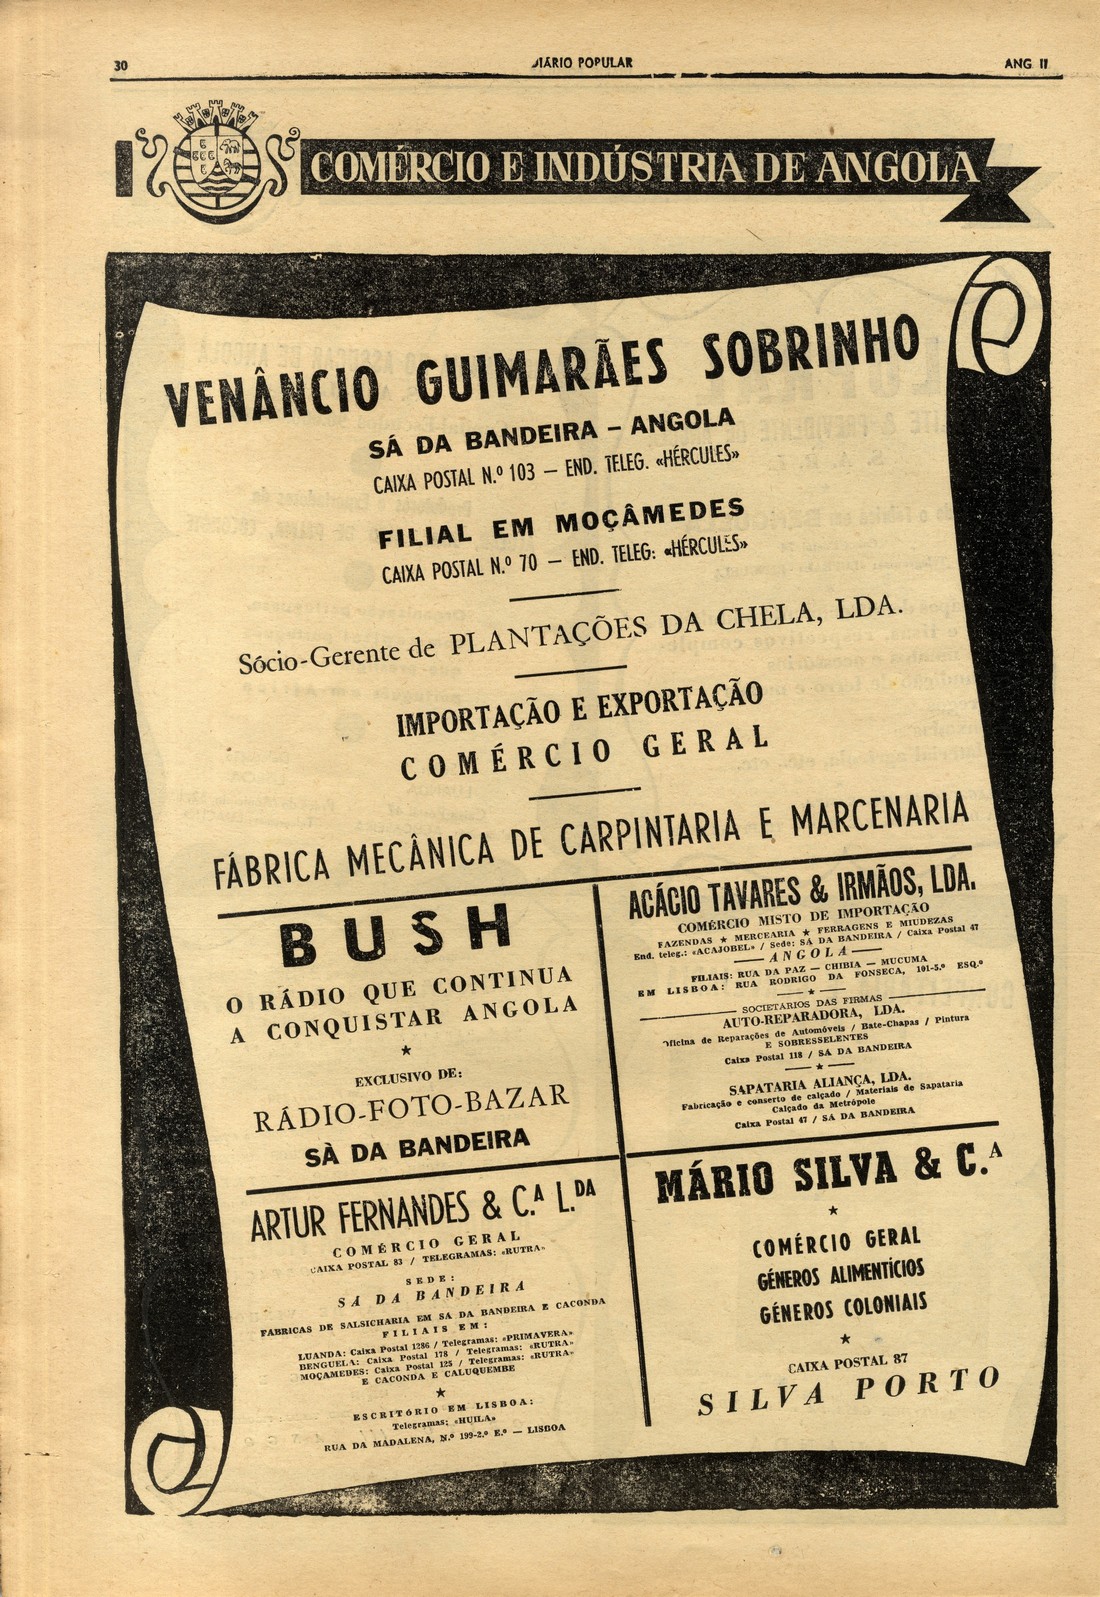 30
DIÁRIO POPULAR
ANG II
COMÉRCIO E INDÚSTRIA DE ANGOLA
VENÂNCIO GUIMARÃES SOBRINHO
SÁ DA BANDEIRA – ANGOLA
CAIXA POSTAL N.º 103 — END. TELEG. «HÉRCULES»
FILIAL EM MOÇÂMEDES
CAIXA POSTAL N.º 70 — END. TELEG: «HÉRCULES»
Sócio-Gerente de PLANTAÇÕES DA CHELA, LDA.
IMPORTAÇÃO E EXPORTAÇÃO
COMÉRCIO GERAL
FÁBRICA MECÂNICA DE CARPINTARIA E MARCENARIA
BUSH
O RÁDIO QUE CONTINUA
A CONQUISTAR ANGOLA
★
EXCLUSIVO DE:
RÁDIO-FOTO-BAZAR
SÀ DA BANDEIRA
ACÁCIO TAVARES & IRMÃOS, LDA.
COMÉRCIO MISTO DE IMPORTAÇÃO
FAZENDAS ★ MERCEARIA ★ FERRAGENS E MIUDEZAS
End. teleg.: «ACAJOBEL» / Sede: SÁ DA BANDEIRA / Caixa Postal 47
— ANGOLA —
FILIAIS: RUA DA PAZ — CHIBIA — MUCUMA
EM LISBOA: RUA RODRIGO DA FONSECA, 101-5.º ESQ.º
— ★ —
SOCIETÁRIOS DAS FIRMAS
AUTO-REPARADORA, LDA.
Oficina de Reparações de Automóveis / Bate-Chapas / Pintura
E SOBRESSELENTES
Caixa Postal 118 / SÁ DA BANDEIRA
— ★ —
SAPATARIA ALIANÇA, LDA.
Fabricação e conserto de calçado / Materiais de Sapataria
Calçado da Metrópole
Caixa Postal 47 / SÁ DA BANDEIRA
ARTUR FERNANDES & C.ª L.DA
COMÉRCIO GERAL
CAIXA POSTAL 83 / TELEGRAMAS: «RUTRA»
SEDE:
SÁ DA BANDEIRA
FÁBRICAS DE SALSICHARIA EM SÁ DA BANDEIRA E CACONDA
FILIAIS EM:
LUANDA: Caixa Postal 1286 / Telegramas: «PRIMAVERA»
BENGUELA: Caixa Postal 178 / Telegramas: «RUTRA»
MOÇAMEDES: Caixa Postal 125 / Telegramas: «RUTRA»
E CACONDA E CALUQUEMBE
★
ESCRITÓRIO EM LISBOA:
Telegramas: «HUILA»
RUA DA MADALENA, N.º 199-2.º E.º — LISBOA
MÁRIO SILVA & C.ª
★
COMÉRCIO GERAL
GÉNEROS ALIMENTÍCIOS
GÉNEROS COLONIAIS
★
CAIXA POSTAL 87
SILVA PORTO